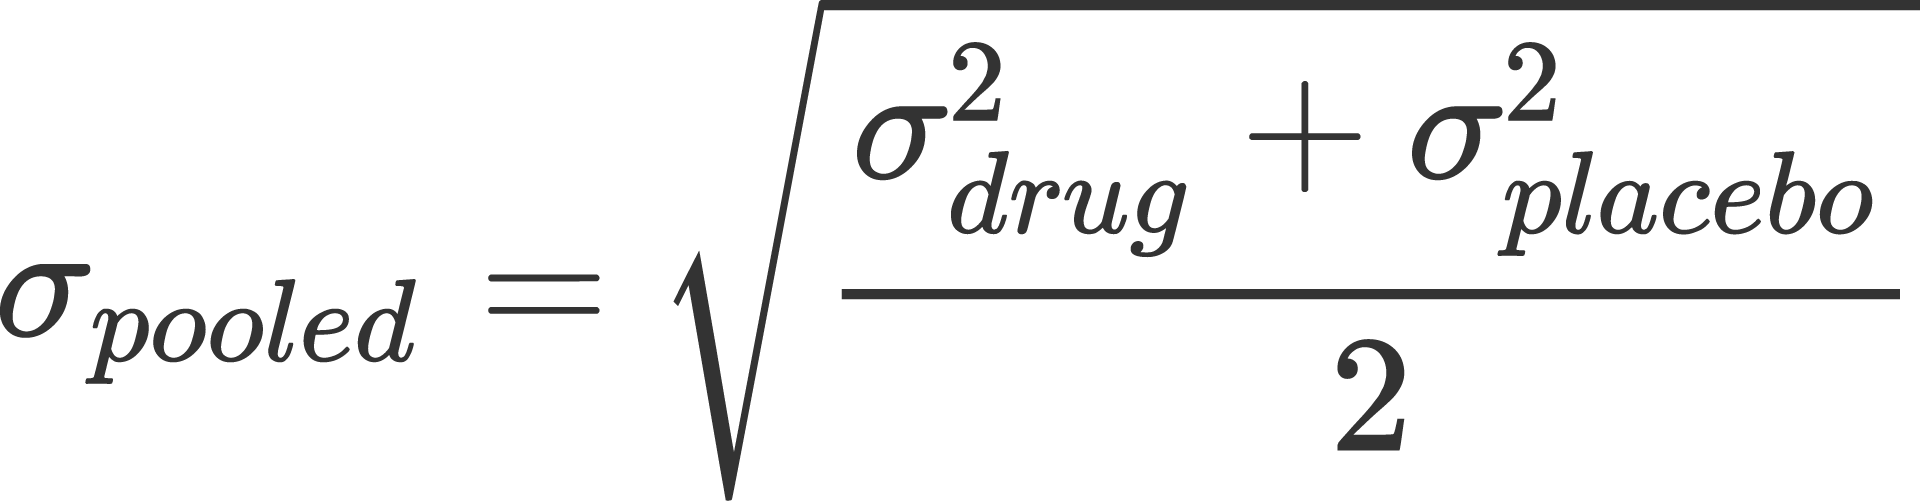 σ_pooled = √((σ²_drug + σ²_placebo) / 2)